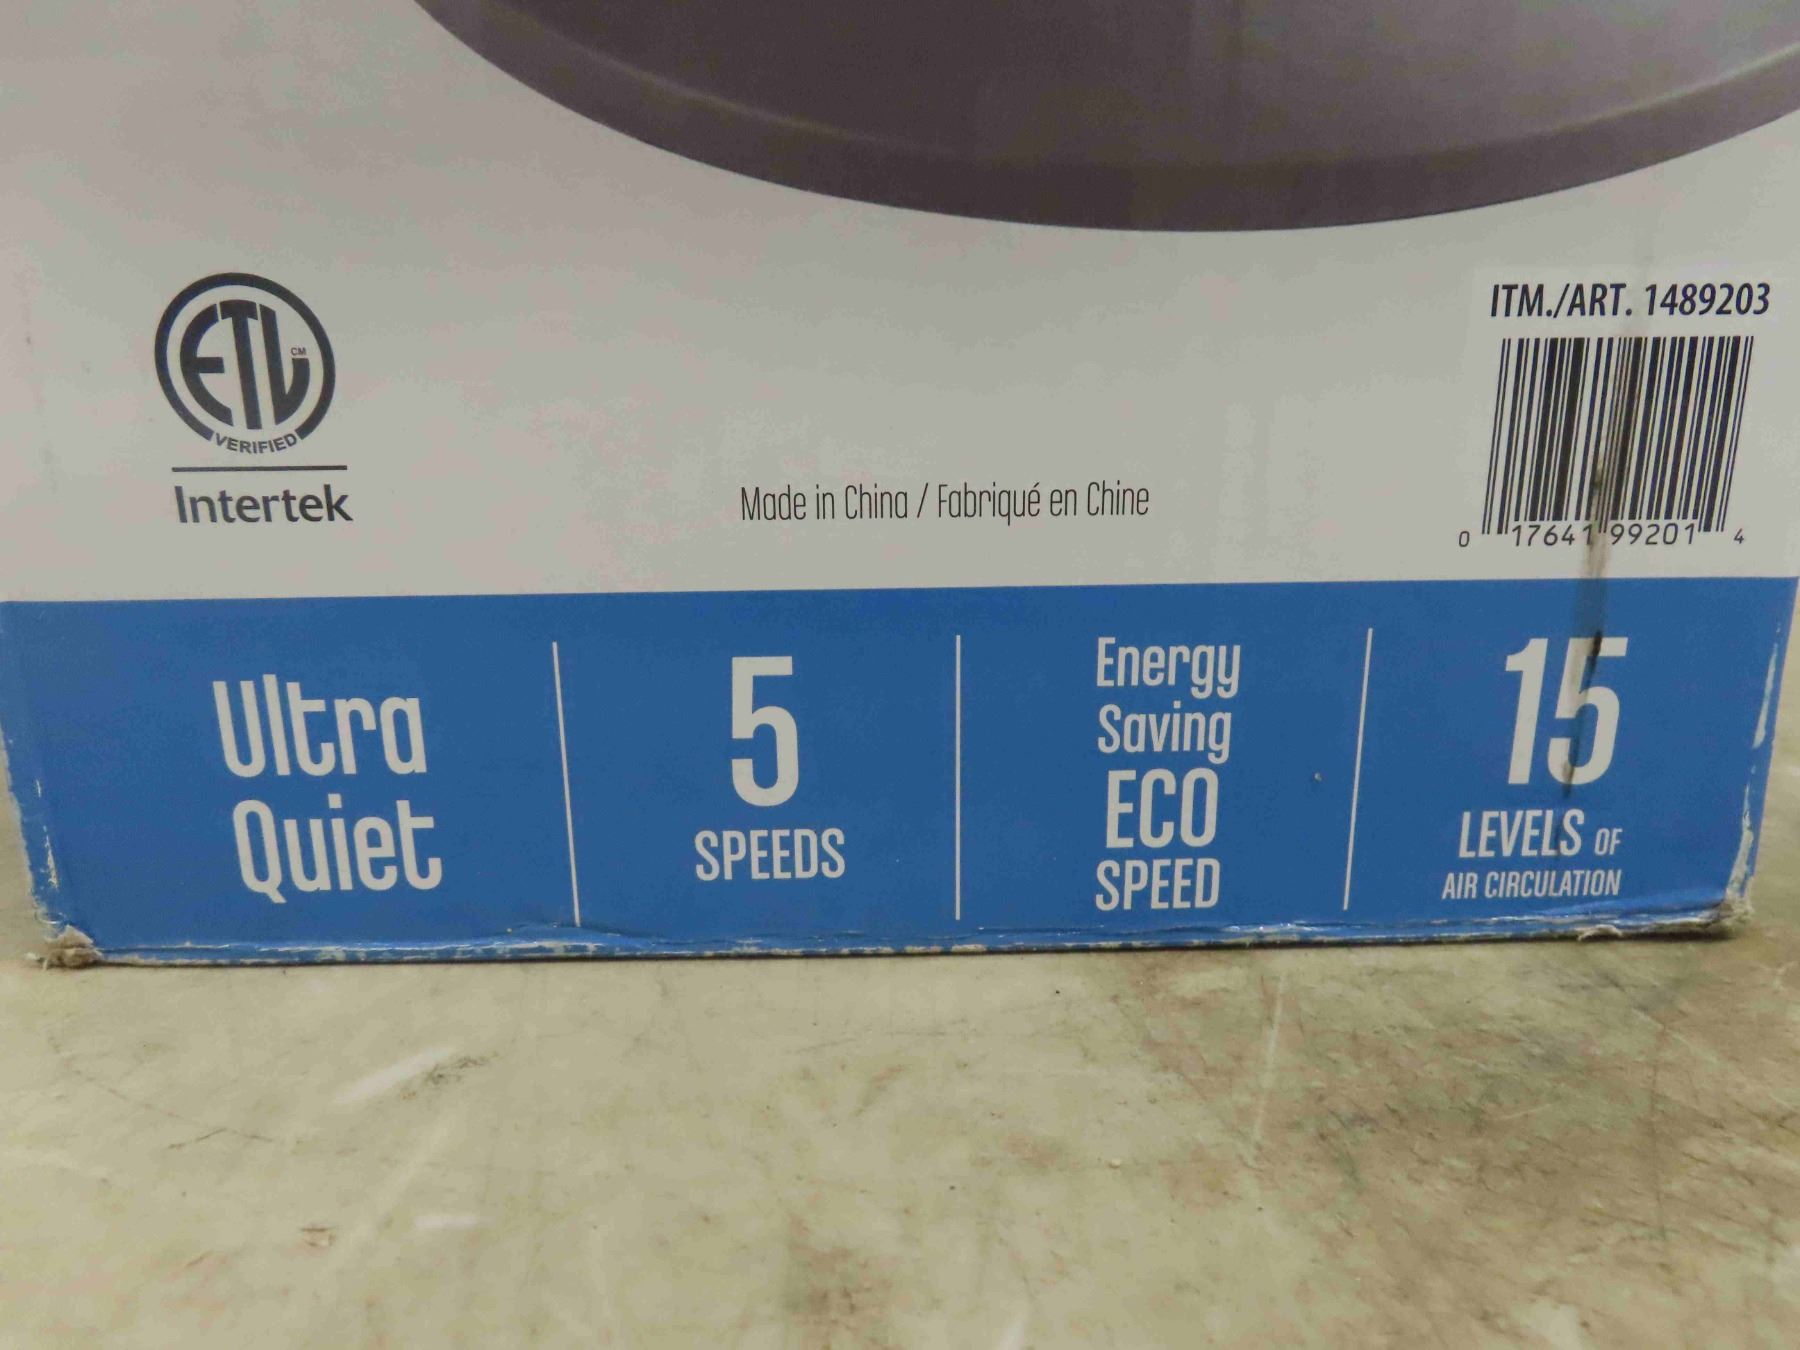 ITM./ART. 1489203
ETL CM
VERIFIED
Intertek
Made in China / Fabriqué en Chine
0 17641 99201 4
Ultra
Quiet
5
SPEEDS
Energy
Saving
ECO
SPEED
15
LEVELS OF
AIR CIRCULATION